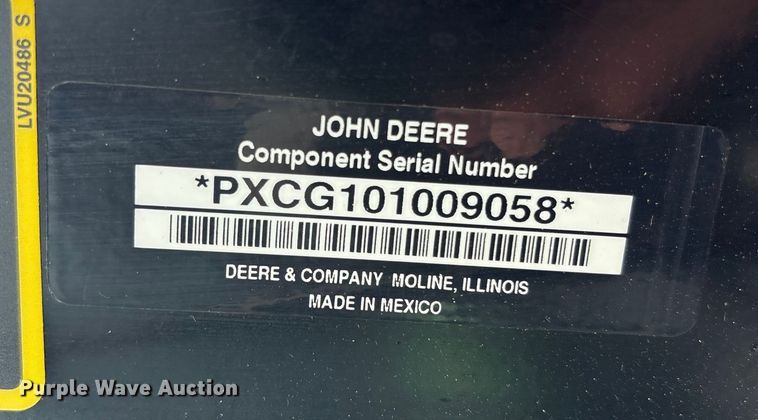 LVU20486 S
JOHN DEERE
Component Serial Number
*PXCG101009058*
DEERE & COMPANY MOLINE, ILLINOIS
MADE IN MEXICO
Purple Wave Auction